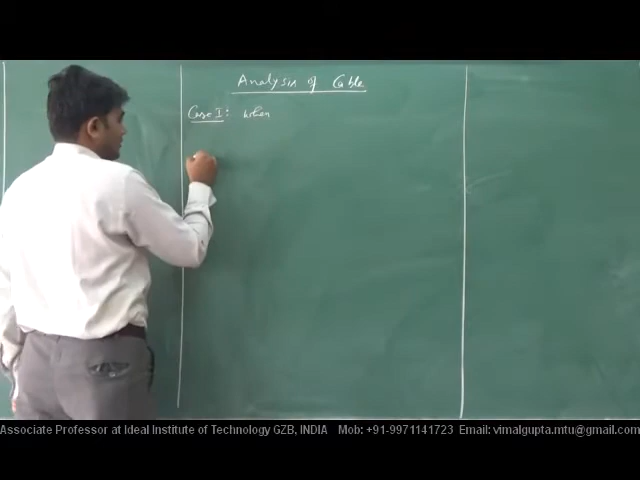 Analysis of Cable
Case I: When
Associate Professor at Ideal Institute of Technology GZB, INDIA Mob: +91-9971141723 Email: vimalgupta.mtu@gmail.com